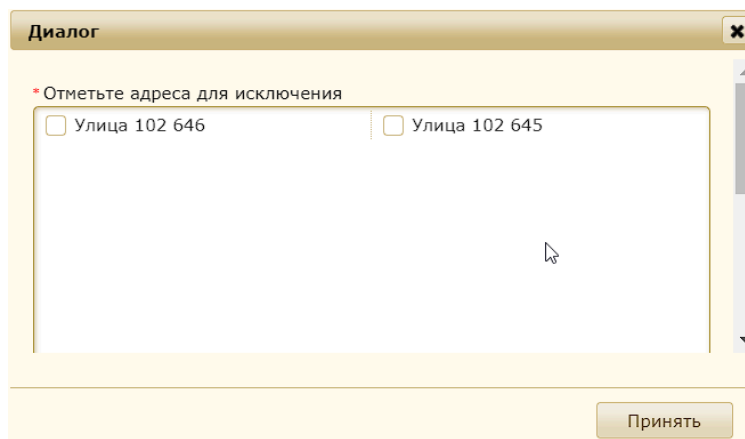 Диалог
* Отметьте адреса для исключения
Улица 102 646
Улица 102 645
Принять